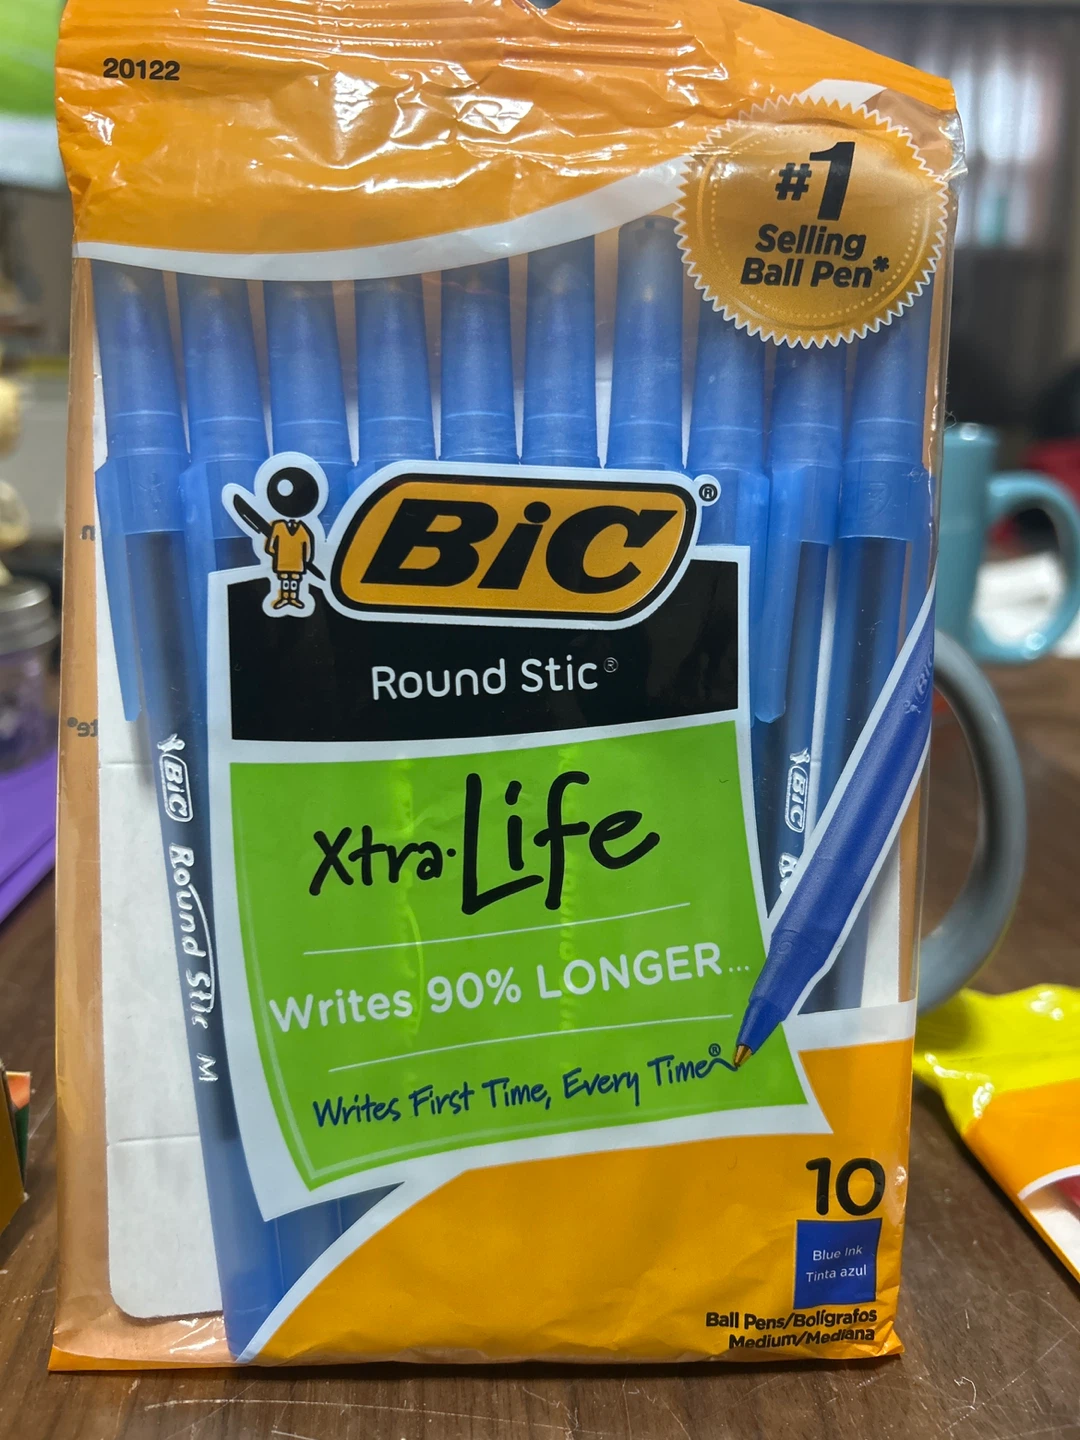 20122
#1
Selling
Ball Pen*
BiC®
Round Stic®
Xtra-Life
Writes 90% LONGER...
Writes First Time, Every Time®
BIC Round Stic M
BIC
BIC
10
Blue Ink
Tinta azul
Ball Pens/Bolígrafos
Medium/Mediana